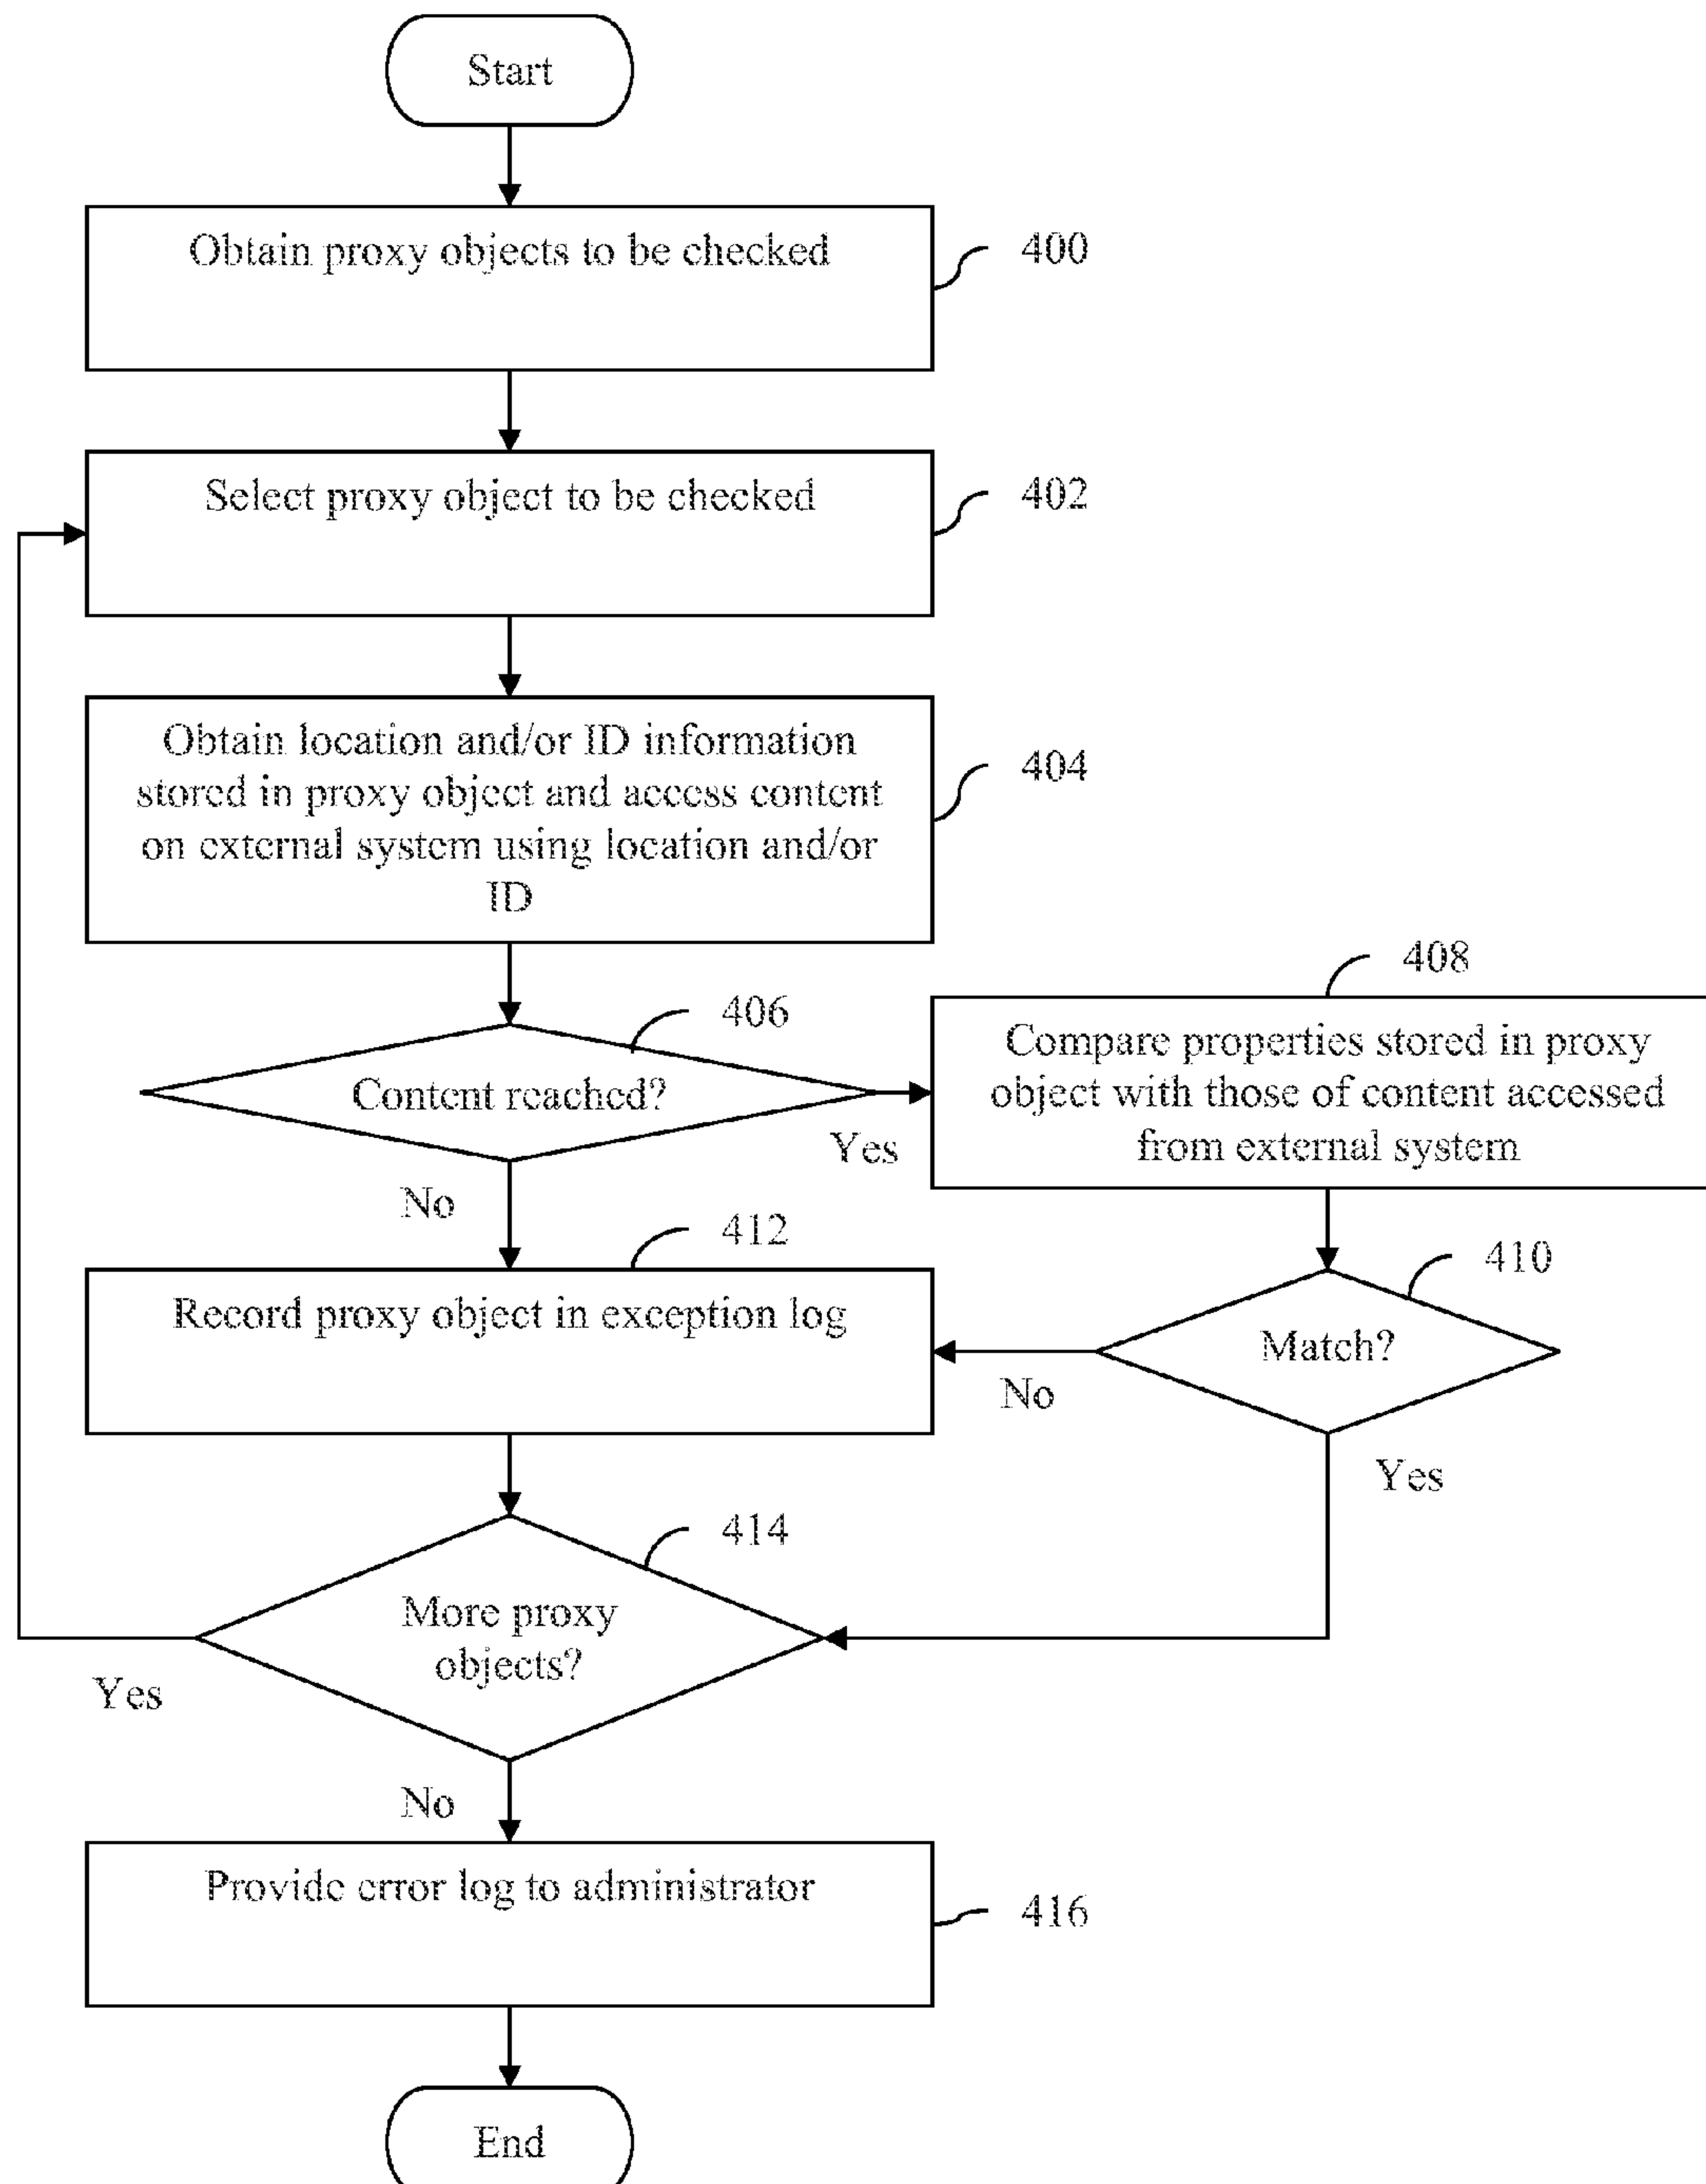 Start
Obtain proxy objects to be checked
400
Select proxy object to be checked
402
Obtain location and/or ID information
stored in proxy object and access content
on external system using location and/or
ID
404
406
Content reached?
Yes
No
408
Compare properties stored in proxy
object with those of content accessed
from external system
410
Match?
No
Yes
412
Record proxy object in exception log
414
More proxy
objects?
Yes
No
Provide error log to administrator
416
End